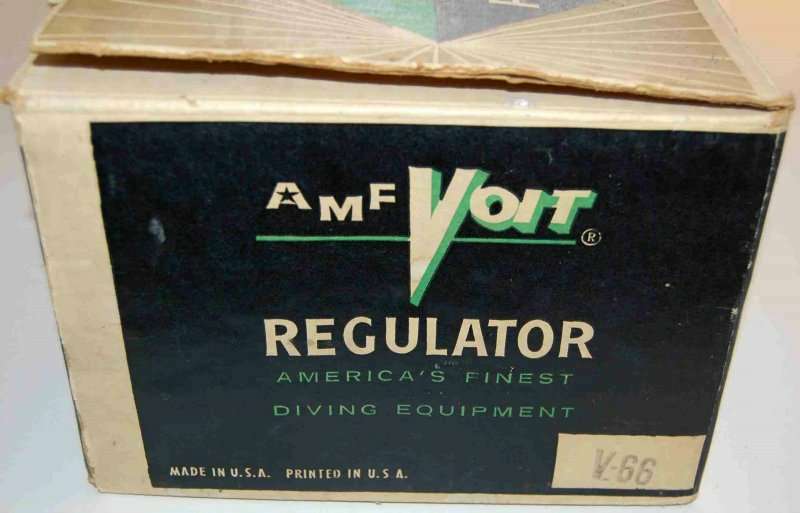 AMF VOIT ®
REGULATOR
AMERICA'S FINEST
DIVING EQUIPMENT
MADE IN U.S.A. PRINTED IN U.S A.
V-66